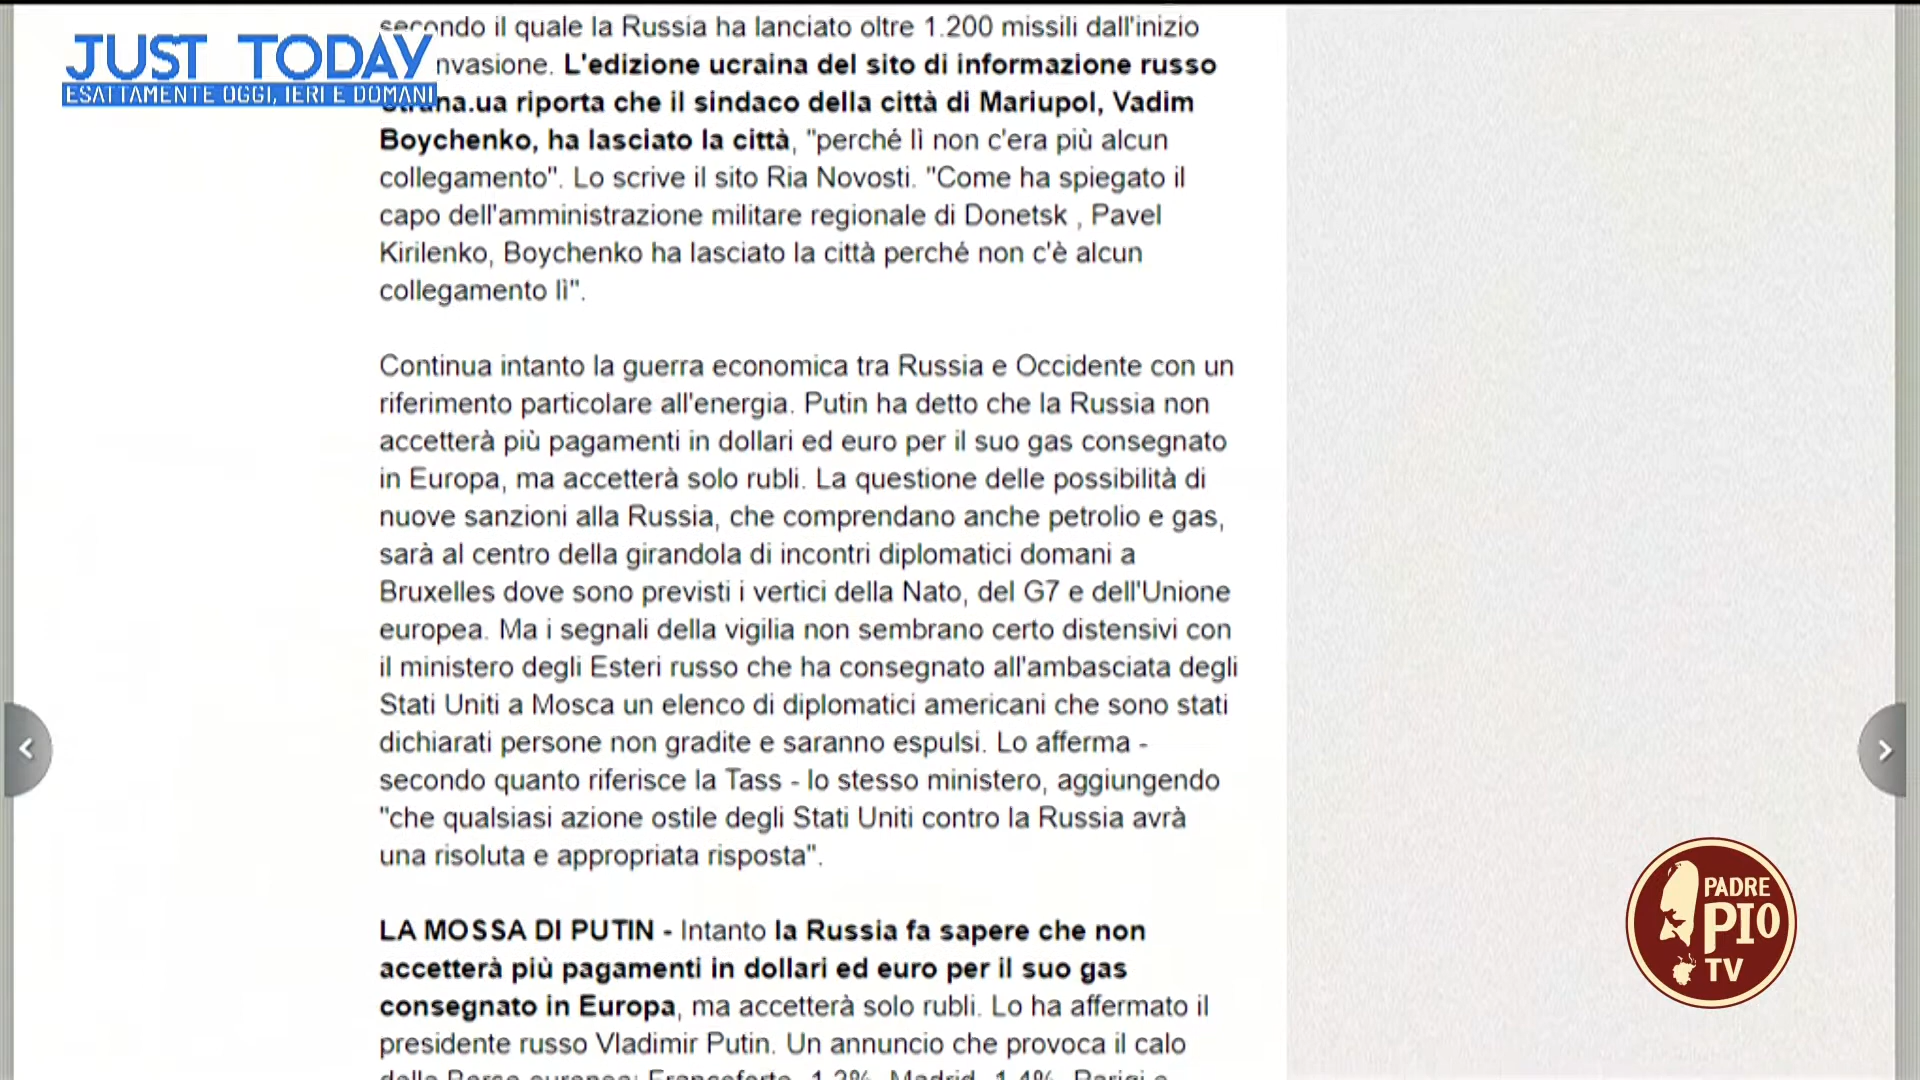 secondo il quale la Russia ha lanciato oltre 1.200 missili dall'inizio
JUST TODAY
nvasione. L'edizione ucraina del sito di informazione russo
ESATTAMENTE OGGI, IERI E DOMANI
na.ua riporta che il sindaco della città di Mariupol, Vadim
Boychenko, ha lasciato la città, "perché lì non c'era più alcun
collegamento". Lo scrive il sito Ria Novosti. "Come ha spiegato il
capo dell'amministrazione militare regionale di Donetsk , Pavel
Kirilenko, Boychenko ha lasciato la città perché non c'è alcun
collegamento lì".
Continua intanto la guerra economica tra Russia e Occidente con un
riferimento particolare all'energia. Putin ha detto che la Russia non
accetterà più pagamenti in dollari ed euro per il suo gas consegnato
in Europa, ma accetterà solo rubli. La questione delle possibilità di
nuove sanzioni alla Russia, che comprendano anche petrolio e gas,
sarà al centro della girandola di incontri diplomatici domani a
Bruxelles dove sono previsti i vertici della Nato, del G7 e dell'Unione
europea. Ma i segnali della vigilia non sembrano certo distensivi con
il ministero degli Esteri russo che ha consegnato all'ambasciata degli
Stati Uniti a Mosca un elenco di diplomatici americani che sono stati
dichiarati persone non gradite e saranno espulsi. Lo afferma -
secondo quanto riferisce la Tass - lo stesso ministero, aggiungendo
"che qualsiasi azione ostile degli Stati Uniti contro la Russia avrà
una risoluta e appropriata risposta".
LA MOSSA DI PUTIN - Intanto la Russia fa sapere che non
accetterà più pagamenti in dollari ed euro per il suo gas
consegnato in Europa, ma accetterà solo rubli. Lo ha affermato il
presidente russo Vladimir Putin. Un annuncio che provoca il calo
delle Borse europee: Francoforte -1,3%, Madrid -1,4%, Parigi e
PADRE
PIO
TV